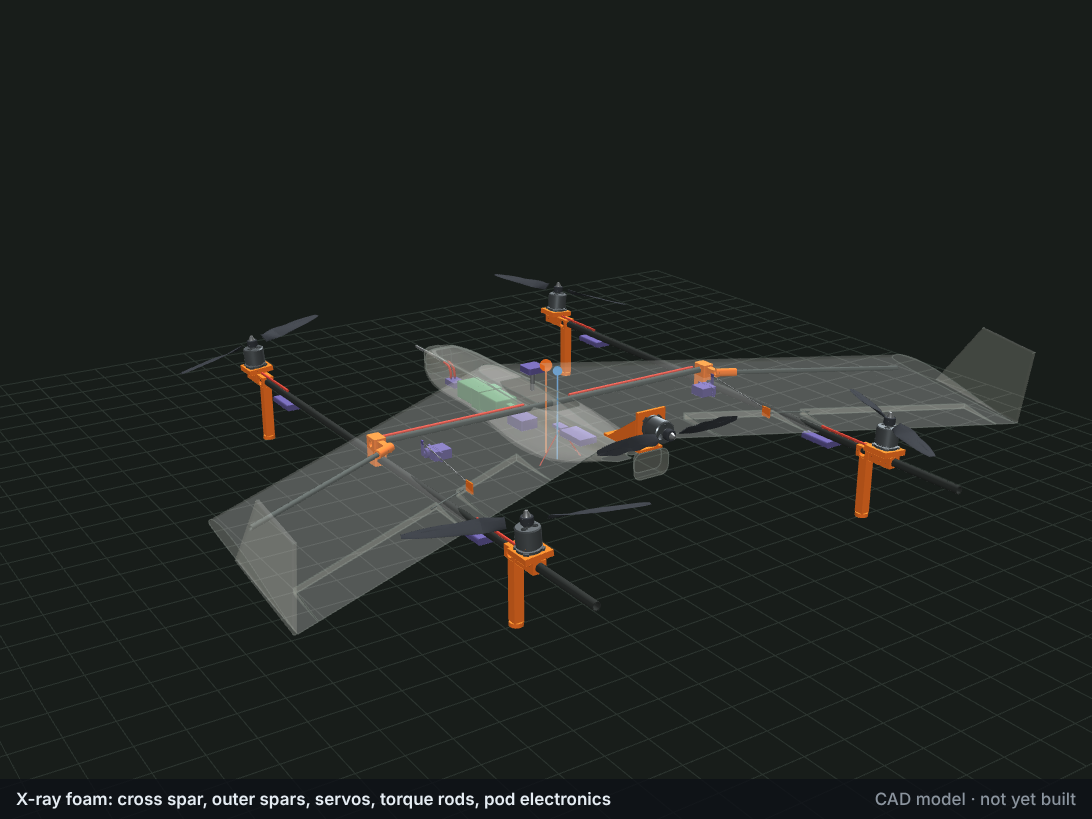 X-ray foam: cross spar, outer spars, servos, torque rods, pod electronics
CAD model · not yet built